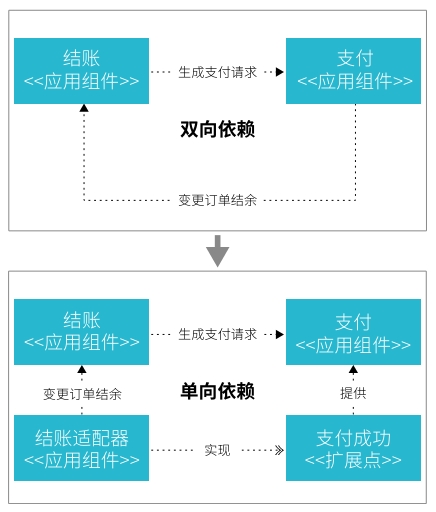 结账
<<应用组件>>
生成支付请求
支付
<<应用组件>>
双向依赖
变更订单结余
结账
<<应用组件>>
生成支付请求
支付
<<应用组件>>
变更订单结余
单向依赖
提供
结账适配器
<<应用组件>>
实现
支付成功
<<扩展点>>